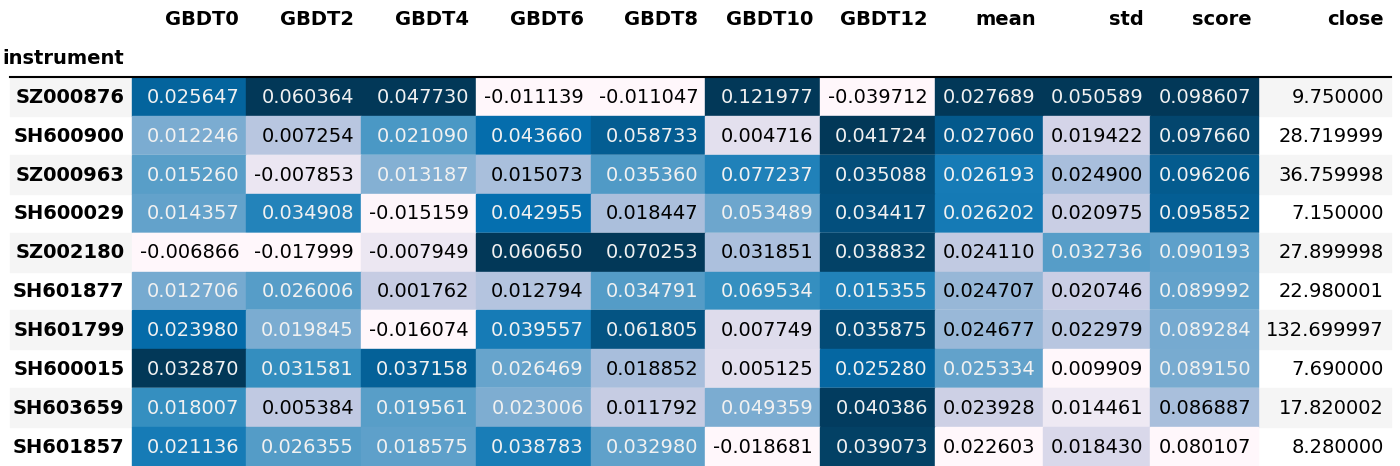 GBDT0 GBDT2 GBDT4 GBDT6 GBDT8 GBDT10 GBDT12 mean std score close
instrument
SZ000876 0.025647 0.060364 0.047730 -0.011139 -0.011047 0.121977 -0.039712 0.027689 0.050589 0.098607 9.750000
SH600900 0.012246 0.007254 0.021090 0.043660 0.058733 0.004716 0.041724 0.027060 0.019422 0.097660 28.719999
SZ000963 0.015260 -0.007853 0.013187 0.015073 0.035360 0.077237 0.035088 0.026193 0.024900 0.096206 36.759998
SH600029 0.014357 0.034908 -0.015159 0.042955 0.018447 0.053489 0.034417 0.026202 0.020975 0.095852 7.150000
SZ002180 -0.006866 -0.017999 -0.007949 0.060650 0.070253 0.031851 0.038832 0.024110 0.032736 0.090193 27.899998
SH601877 0.012706 0.026006 0.001762 0.012794 0.034791 0.069534 0.015355 0.024707 0.020746 0.089992 22.980001
SH601799 0.023980 0.019845 -0.016074 0.039557 0.061805 0.007749 0.035875 0.024677 0.022979 0.089284 132.699997
SH600015 0.032870 0.031581 0.037158 0.026469 0.018852 0.005125 0.025280 0.025334 0.009909 0.089150 7.690000
SH603659 0.018007 0.005384 0.019561 0.023006 0.011792 0.049359 0.040386 0.023928 0.014461 0.086887 17.820002
SH601857 0.021136 0.026355 0.018575 0.038783 0.032980 -0.018681 0.039073 0.022603 0.018430 0.080107 8.280000